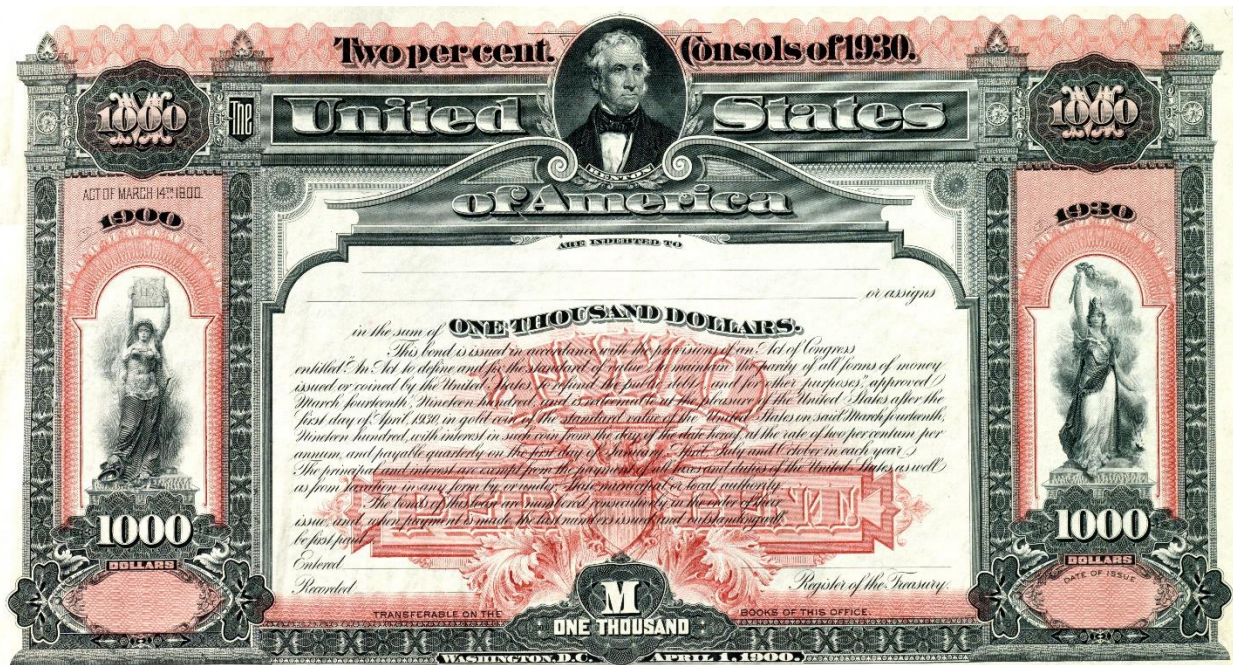 Two per cent. Consols of 1930.
1000
The
United States
1000
BENTON
of America
ACT OF MARCH 14TH 1900.
1900
1930
ARE INDEBTED TO
or assigns
in the sum of ONE THOUSAND DOLLARS.
This bond is issued in accordance with the provisions of an Act of Congress
entitled "An Act to define and fix the standard of value, to maintain the parity of all forms of money
issued or coined by the United States, to refund the public debt, and for other purposes," approved
March fourteenth, Nineteen hundred, and is redeemable at the pleasure of the United States after the
first day of April, 1930, in gold coin of the standard value of the United States on said March fourteenth,
Nineteen hundred, with interest in such coin from the day of the date hereof, at the rate of two per centum per
annum, and payable quarterly on the first day of January, April, July and October in each year.
The principal and interest are exempt from the payment of all taxes and duties of the United States as well
as from taxation in any form by or under State, municipal or local authority.
The bonds of this loan are numbered consecutively in the order of their
issue, and when payment is made the last numbers issued and outstanding will
be first paid.
Entered
Recorded
Register of the Treasury.
LEX
1000
DOLLARS
1000
DOLLARS
DATE OF ISSUE
TRANSFERABLE ON THE BOOKS OF THIS OFFICE.
M
ONE THOUSAND
WASHINGTON, D.C. APRIL 1, 1900.